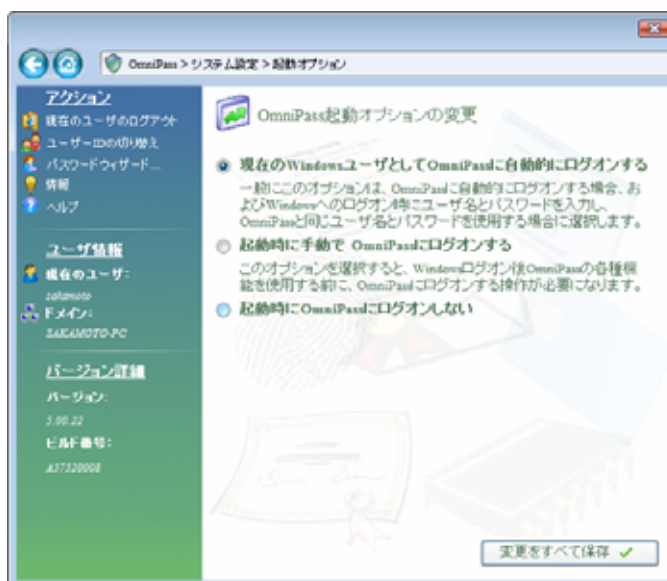 OmniPass > システム設定 > 起動オプション
アクション
現在のユーザのログアウト
ユーザーIDの切り替え
パスワードウィザード...
情報
ヘルプ
ユーザ情報
現在のユーザ:
sakamoto
ドメイン:
SAKAMOTO-PC
バージョン詳細
バージョン:
5.00.22
ビルド番号:
A37320008
OmniPass起動オプションの変更
現在のWindowsユーザとしてOmniPassに自動的にログオンする
一般にこのオプションは、OmniPassに自動的にログオンする場合、お
よびWindowsへのログオン時にユーザ名とパスワードを入力し、
OmniPassと同じユーザ名とパスワードを使用する場合に選択します。
起動時に手動で OmniPassにログオンする
このオプションを選択すると、Windowsログオン後OmniPassの各種機
能を使用する前に、OmniPassにログオンする操作が必要になります。
起動時にOmniPassにログオンしない
変更をすべて保存